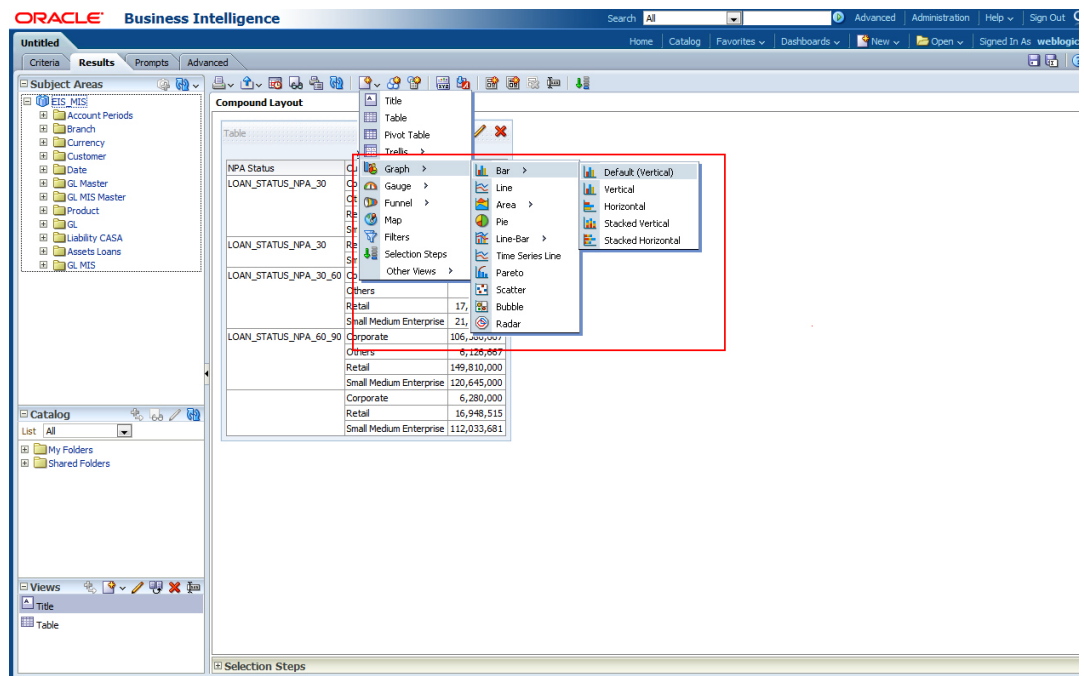 ORACLE Business Intelligence
Search All Advanced Administration Help Sign Out
Untitled
Home Catalog Favorites Dashboards New Open Signed In As weblogic
Criteria Results Prompts Advanced
Subject Areas
EIS_MIS
Account Periods
Branch
Currency
Customer
Date
GL Master
GL MIS Master
Product
GL
Liability CASA
Assets Loans
GL MIS
Catalog
List All
My Folders
Shared Folders
Views
Title
Table
Compound Layout
Table
NPA Status
LOAN_STATUS_NPA_30
LOAN_STATUS_NPA_30
LOAN_STATUS_NPA_30_60
Others
Retail 17,
Small Medium Enterprise 21,
LOAN_STATUS_NPA_60_90 Corporate
Others 6,126,667
Retail 149,810,000
Small Medium Enterprise 120,645,000
Corporate 6,280,000
Retail 16,948,515
Small Medium Enterprise 112,033,681
Title
Table
Pivot Table
Trellis >
Graph >
Gauge >
Funnel >
Map
Filters
Selection Steps
Other Views >
Bar >
Line
Area >
Pie
Line-Bar >
Time Series Line
Pareto
Scatter
Bubble
Radar
Default (Vertical)
Vertical
Horizontal
Stacked Vertical
Stacked Horizontal
Selection Steps